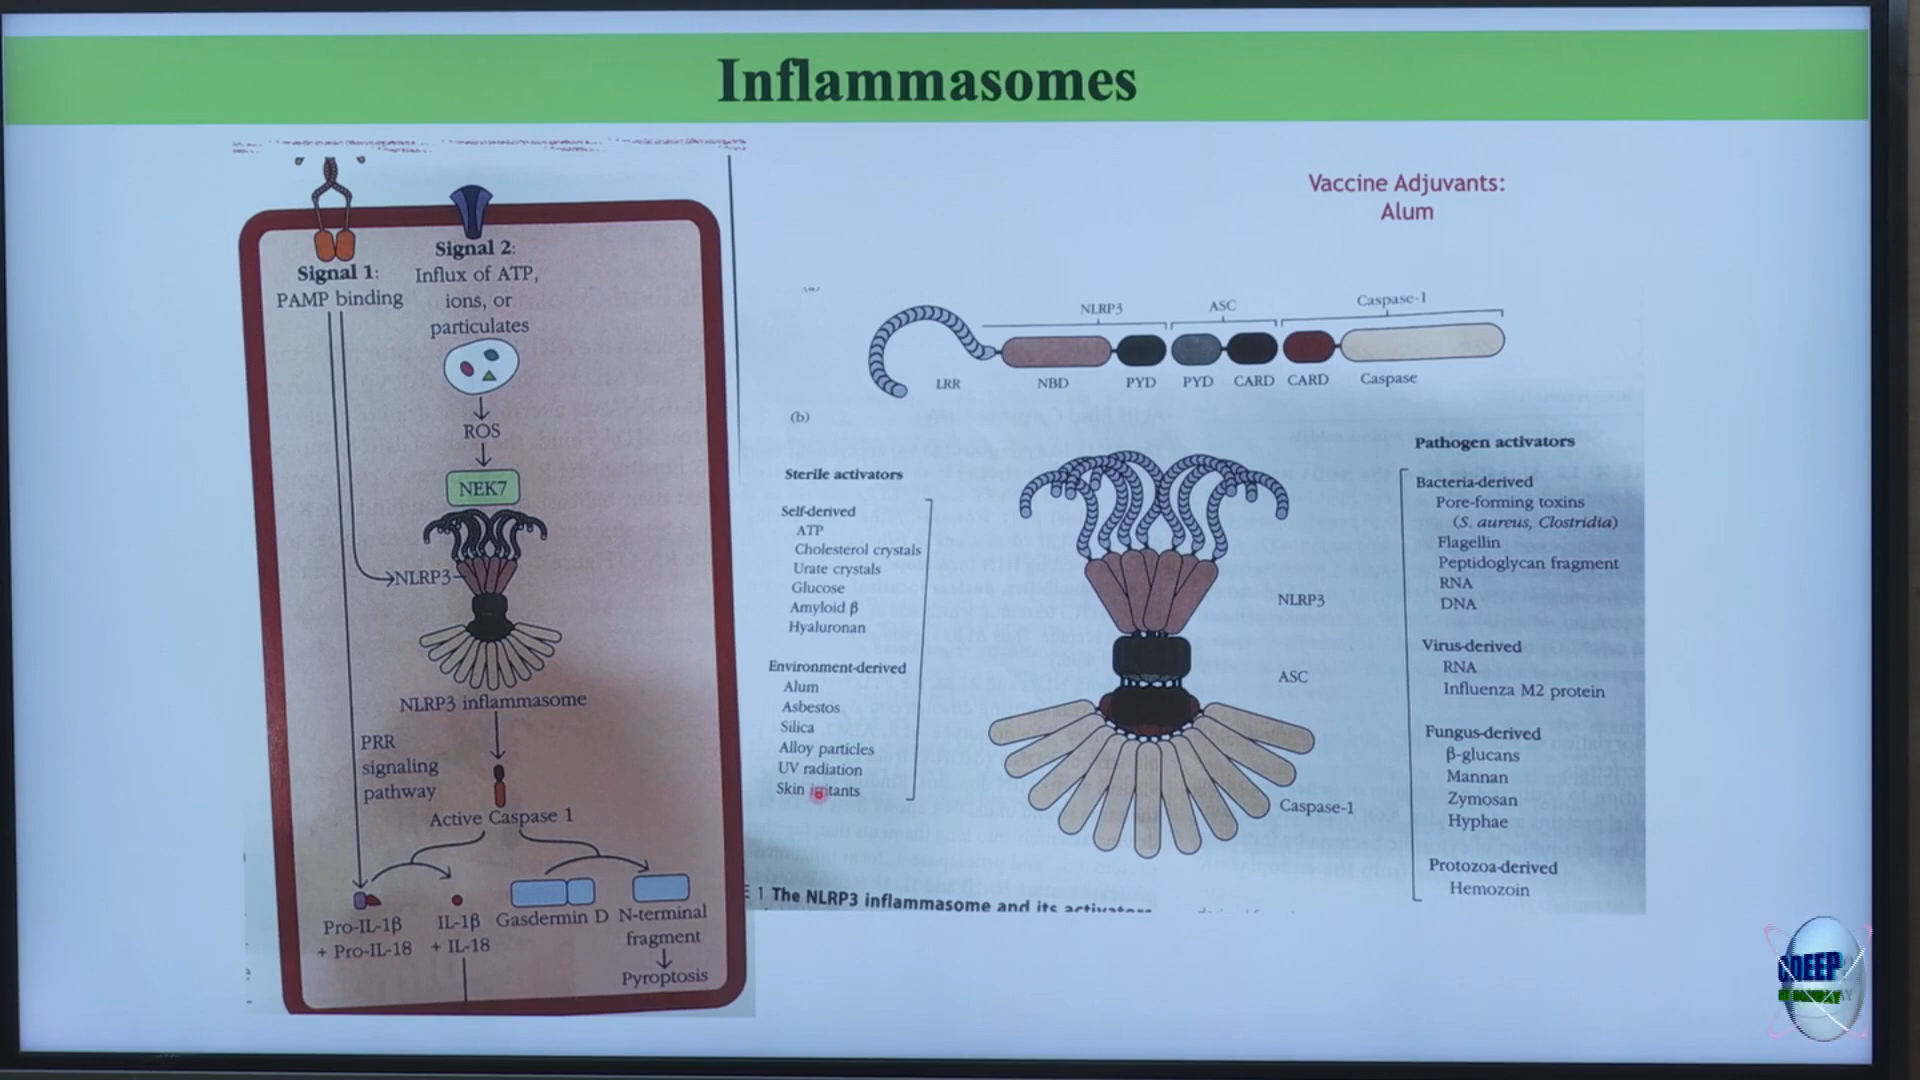 Inflammasomes
Signal 1:
PAMP binding
Signal 2:
Influx of ATP,
ions, or
particulates
ROS
NEK7
NLRP3
NLRP3 inflammasome
PRR
signaling
pathway
Active Caspase 1
Pro-IL-1β
+ Pro-IL-18
IL-1β
+ IL-18
Gasdermin D
N-terminal
fragment
Pyroptosis
Vaccine Adjuvants:
Alum
NLRP3
ASC
Caspase-1
LRR
NBD
PYD
PYD
CARD
CARD
Caspase
(b)
Sterile activators
Self-derived
ATP
Cholesterol crystals
Urate crystals
Glucose
Amyloid β
Hyaluronan
Environment-derived
Alum
Asbestos
Silica
Alloy particles
UV radiation
Skin irritants
NLRP3
ASC
Caspase-1
Pathogen activators
Bacteria-derived
Pore-forming toxins
(S. aureus, Clostridia)
Flagellin
Peptidoglycan fragment
RNA
DNA
Virus-derived
RNA
Influenza M2 protein
Fungus-derived
β-glucans
Mannan
Zymosan
Hyphae
Protozoa-derived
Hemozoin
1 The NLRP3 inflammasome and its activators
CDEEP